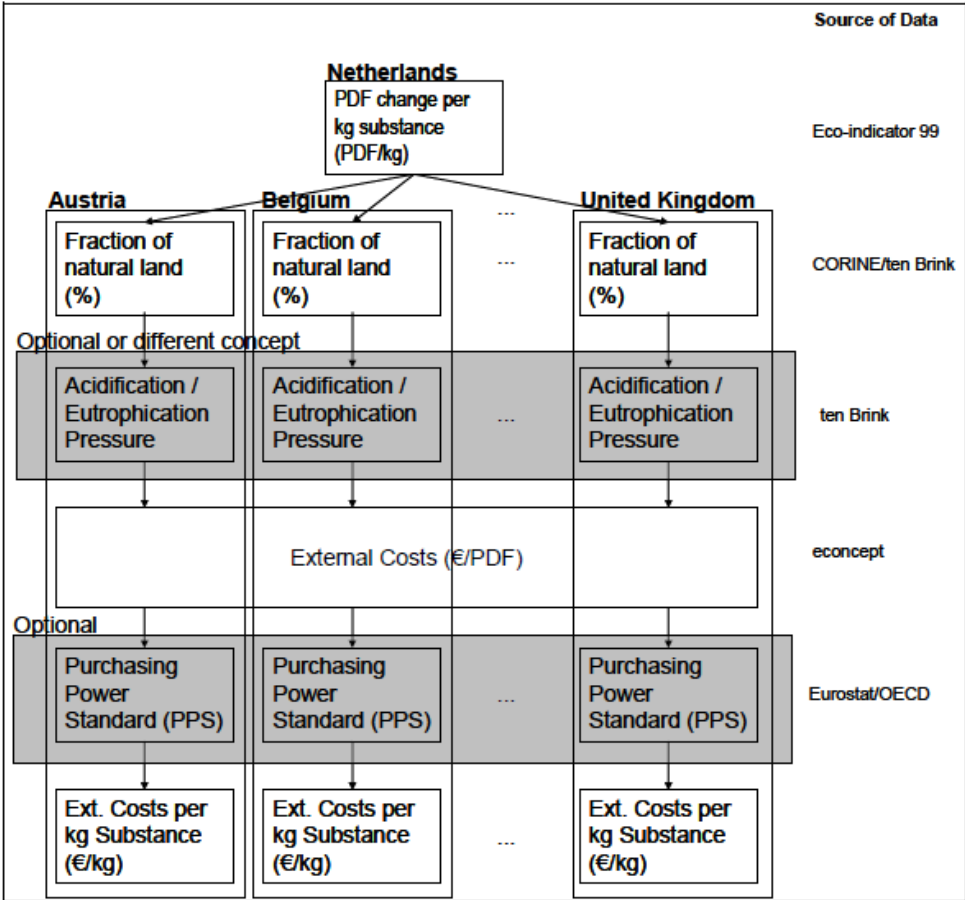 Source of Data
Netherlands
PDF change per
kg substance
(PDF/kg)
Eco-indicator 99
Austria
Belgium
...
United Kingdom
Fraction of
natural land
(%)
Fraction of
natural land
(%)
...
Fraction of
natural land
(%)
CORINE/ten Brink
Optional or different concept
Acidification /
Eutrophication
Pressure
Acidification /
Eutrophication
Pressure
...
Acidification /
Eutrophication
Pressure
ten Brink
External Costs (€/PDF)
econcept
Optional
Purchasing
Power
Standard (PPS)
Purchasing
Power
Standard (PPS)
...
Purchasing
Power
Standard (PPS)
Eurostat/OECD
Ext. Costs per
kg Substance
(€/kg)
Ext. Costs per
kg Substance
(€/kg)
...
Ext. Costs per
kg Substance
(€/kg)